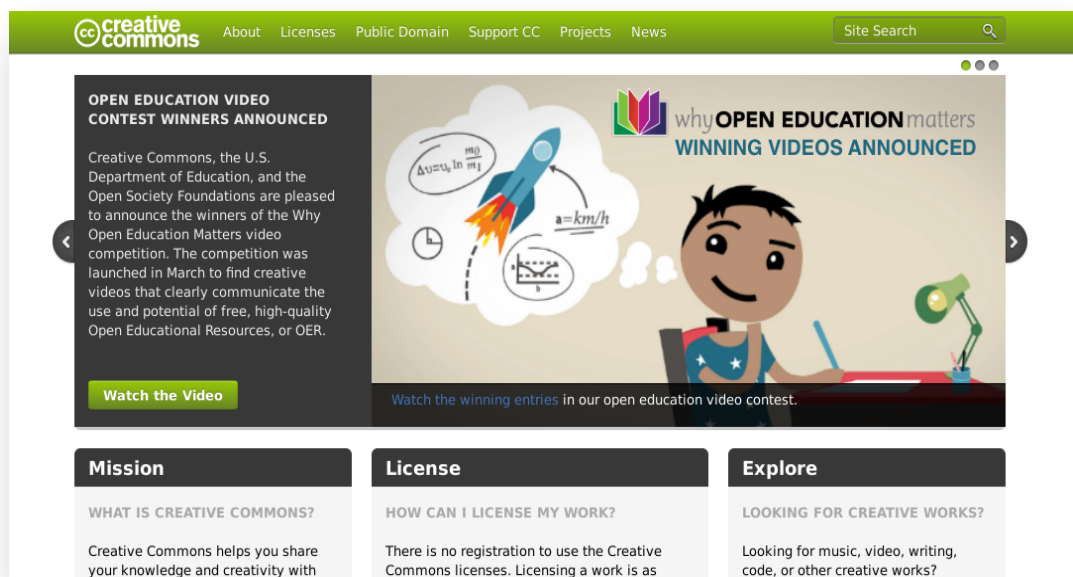 cc creative commons
About Licenses Public Domain Support CC Projects News
Site Search
OPEN EDUCATION VIDEO
CONTEST WINNERS ANNOUNCED
Creative Commons, the U.S.
Department of Education, and the
Open Society Foundations are pleased
to announce the winners of the Why
Open Education Matters video
competition. The competition was
launched in March to find creative
videos that clearly communicate the
use and potential of free, high-quality
Open Educational Resources, or OER.
Watch the Video
why OPEN EDUCATION matters
WINNING VIDEOS ANNOUNCED
Δυ=υₑ ln m0/m1
a=km/h
a
b
Watch the winning entries in our open education video contest.
Mission
WHAT IS CREATIVE COMMONS?
Creative Commons helps you share
your knowledge and creativity with
License
HOW CAN I LICENSE MY WORK?
There is no registration to use the Creative
Commons licenses. Licensing a work is as
Explore
LOOKING FOR CREATIVE WORKS?
Looking for music, video, writing,
code, or other creative works?